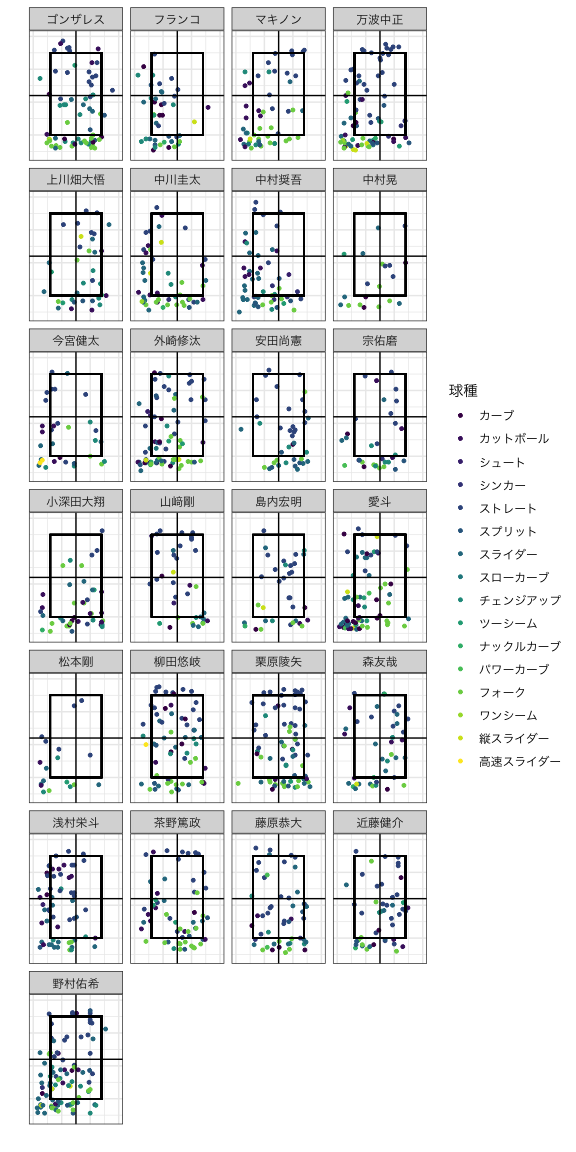 ゴンザレス
フランコ
マキノン
万波中正
上川畑大悟
中川圭太
中村奨吾
中村晃
今宮健太
外崎修汰
安田尚憲
宗佑磨
小深田大翔
山﨑剛
島内宏明
愛斗
松本剛
柳田悠岐
栗原陵矢
森友哉
浅村栄斗
茶野篤政
藤原恭大
近藤健介
野村佑希
球種
カーブ
カットボール
シュート
シンカー
ストレート
スプリット
スライダー
スローカーブ
チェンジアップ
ツーシーム
ナックルカーブ
パワーカーブ
フォーク
ワンシーム
縦スライダー
高速スライダー